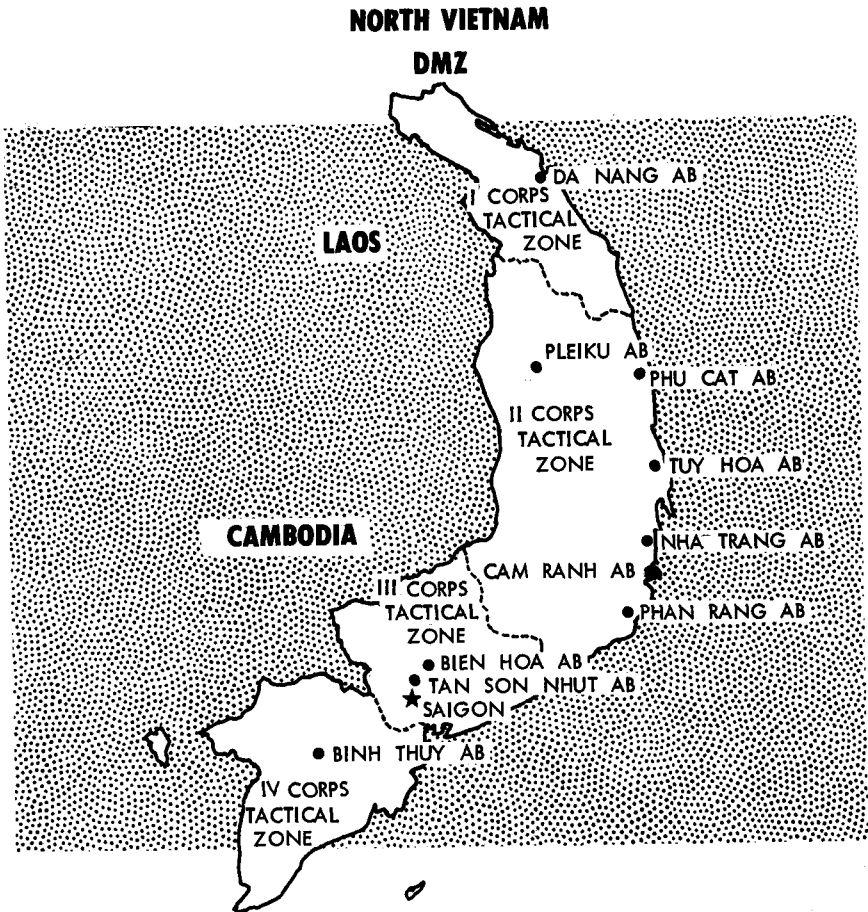 NORTH VIETNAM
DMZ
DA NANG AB
I CORPS
TACTICAL
ZONE
LAOS
PLEIKU AB
PHU CAT AB
II CORPS
TACTICAL
ZONE
TUY HOA AB
CAMBODIA
NHA TRANG AB
CAM RANH AB
III CORPS
TACTICAL
ZONE
PHAN RANG AB
BIEN HOA AB
TAN SON NHUT AB
SAIGON
BINH THUY AB
IV CORPS
TACTICAL
ZONE